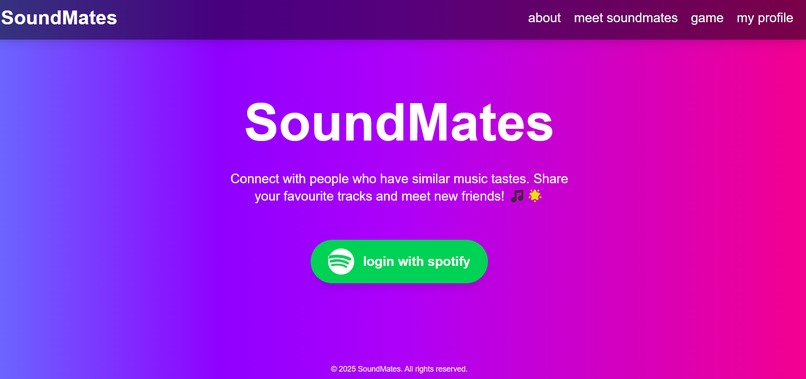 SoundMates
about meet soundmates game my profile
SoundMates
Connect with people who have similar music tastes. Share
your favourite tracks and meet new friends! 🎵 🌟
login with spotify
© 2025 SoundMates. All rights reserved.